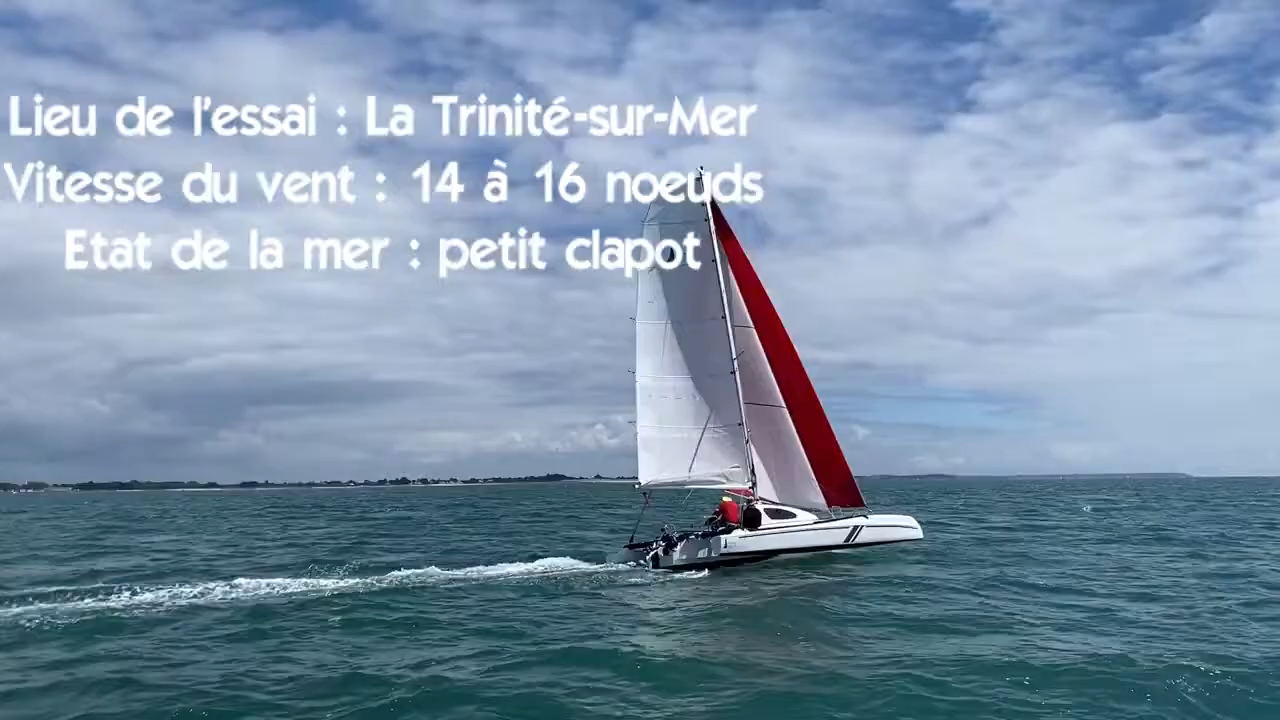 Lieu de l'essai : La Trinité-sur-Mer
Vitesse du vent : 14 à 16 noeuds
Etat de la mer : petit clapot